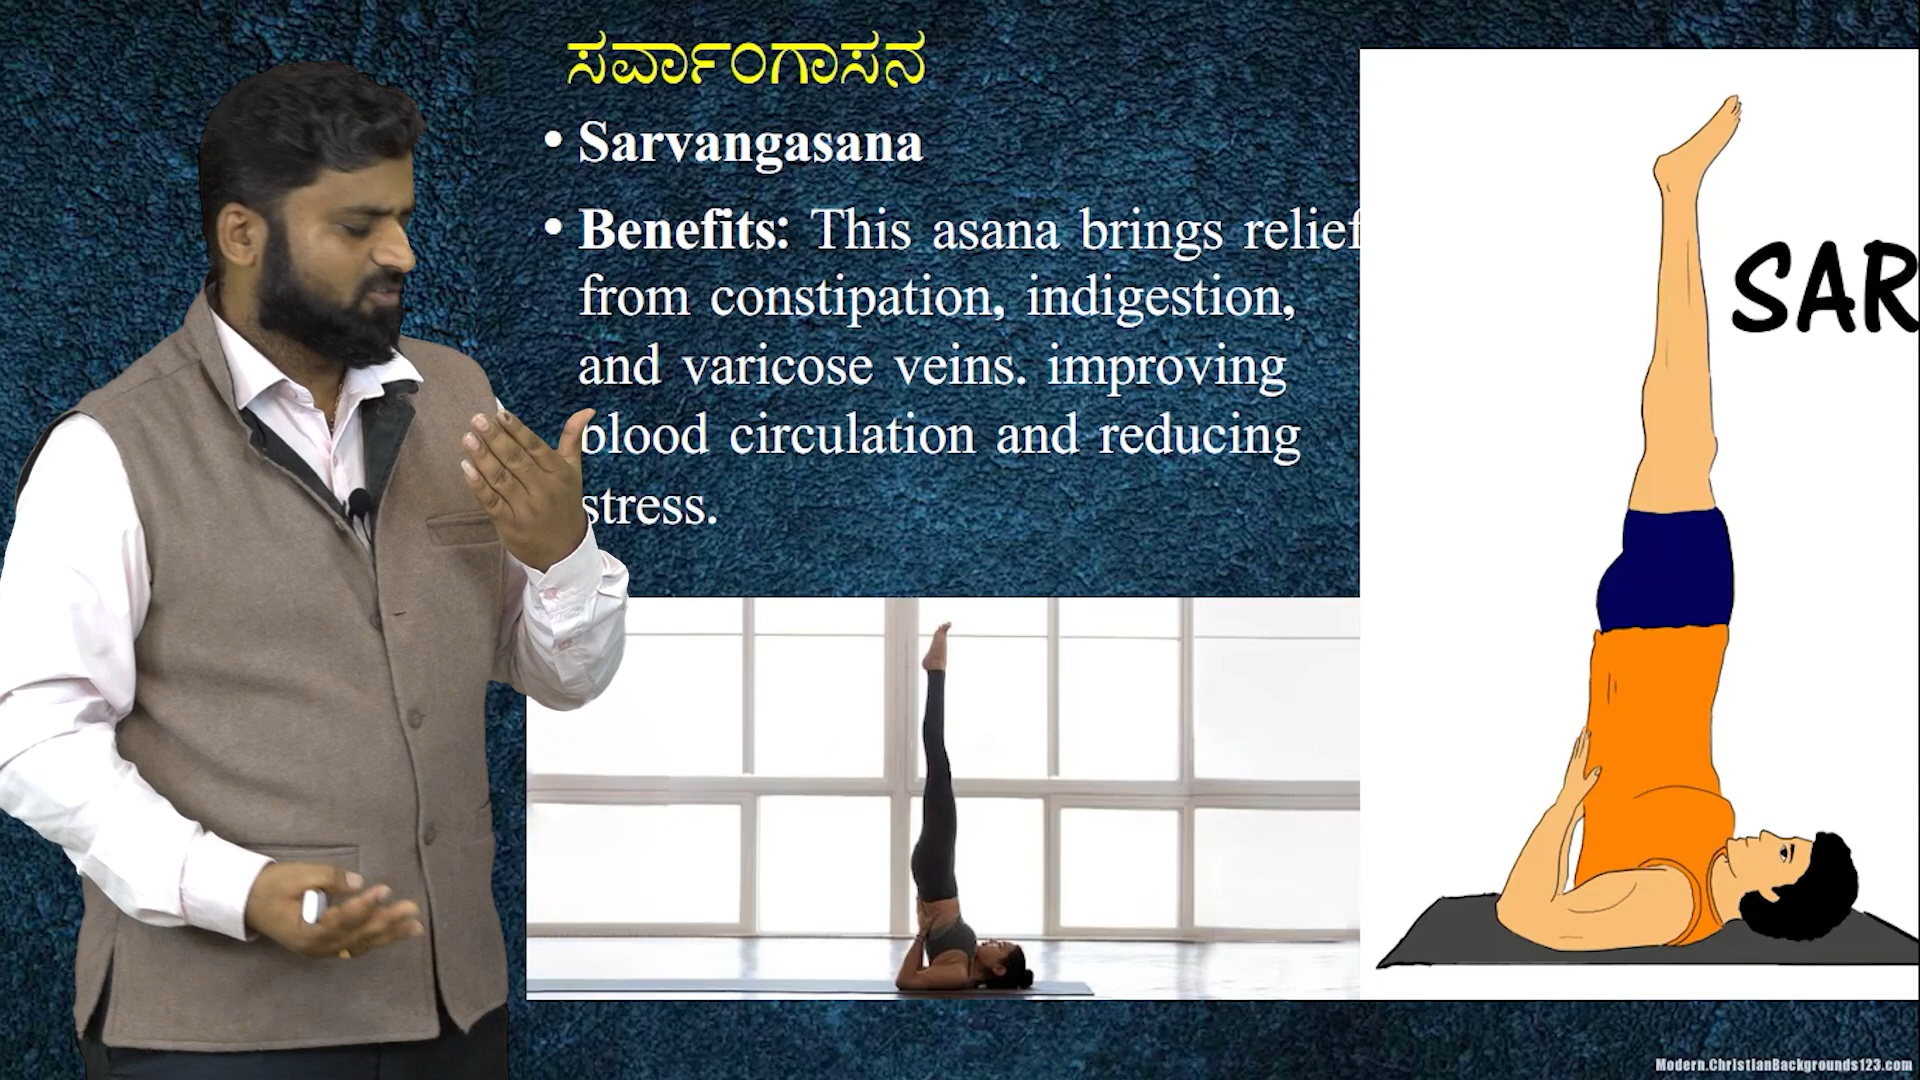 ಸರ್ವಾಂಗಾಸನ
• Sarvangasana
• Benefits: This asana brings relief
from constipation, indigestion,
and varicose veins. improving
blood circulation and reducing
stress.
SAR
Modern.ChristianBackgrounds123.com